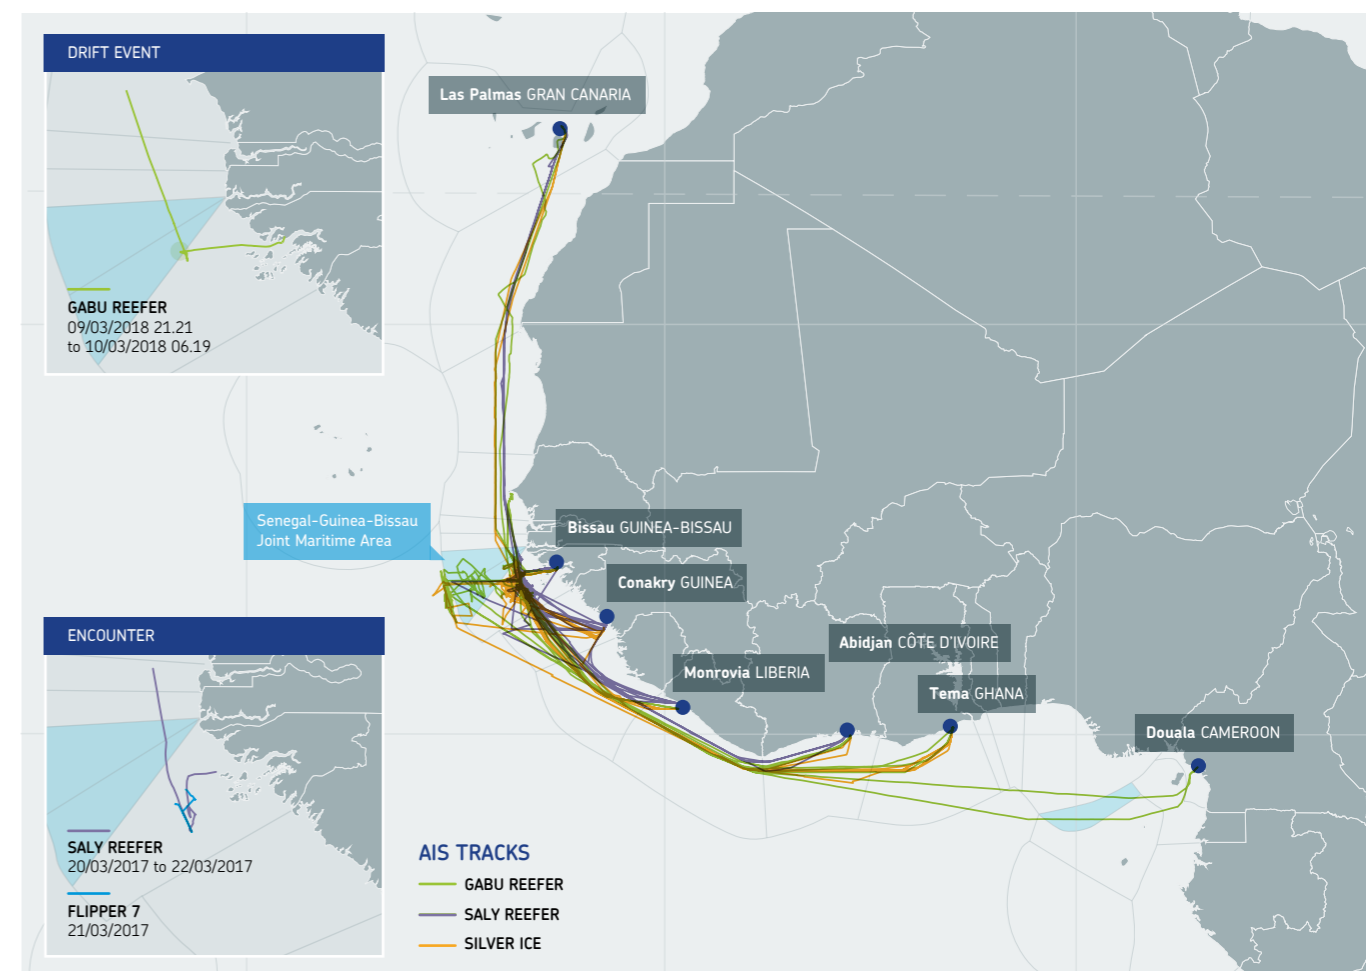 DRIFT EVENT
GABU REEFER
09/03/2018 21.21
to 10/03/2018 06.19
Las Palmas GRAN CANARIA
Senegal-Guinea-Bissau
Joint Maritime Area
Bissau GUINEA-BISSAU
Conakry GUINEA
Abidjan CÔTE D'IVOIRE
Monrovia LIBERIA
Tema GHANA
Douala CAMEROON
ENCOUNTER
SALY REEFER
20/03/2017 to 22/03/2017
FLIPPER 7
21/03/2017
AIS TRACKS
GABU REEFER
SALY REEFER
SILVER ICE